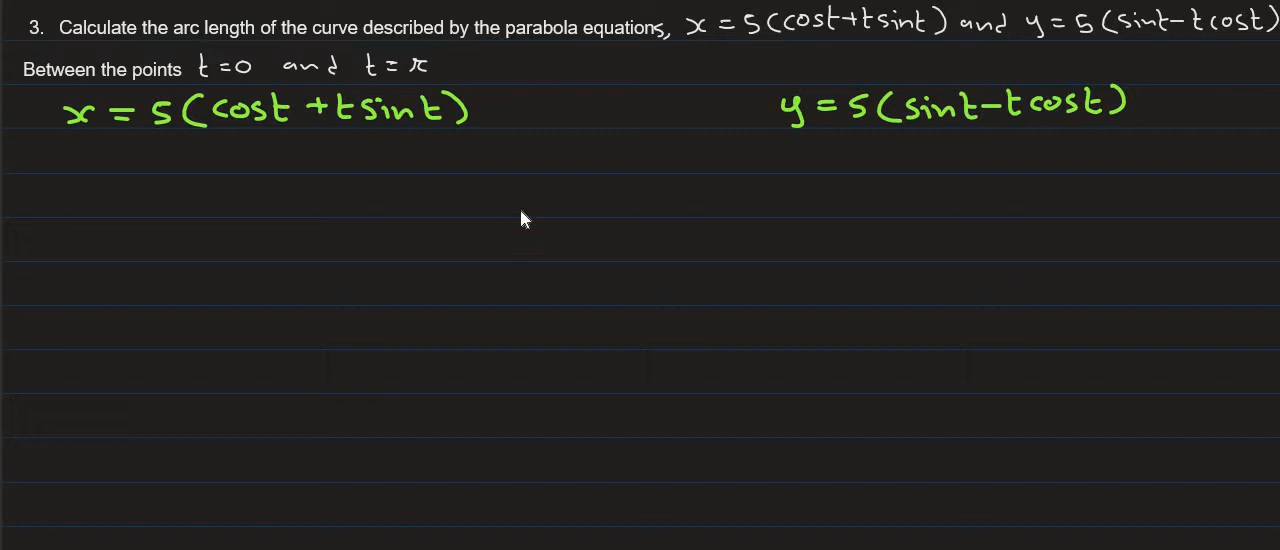 3. Calculate the arc length of the curve described by the parabola equations, x = 5(cost+tsint) and y = 5(sint-tcost)
Between the points t=0 and t=π
x = 5(cost+tsint) y = 5(sint-tcost)